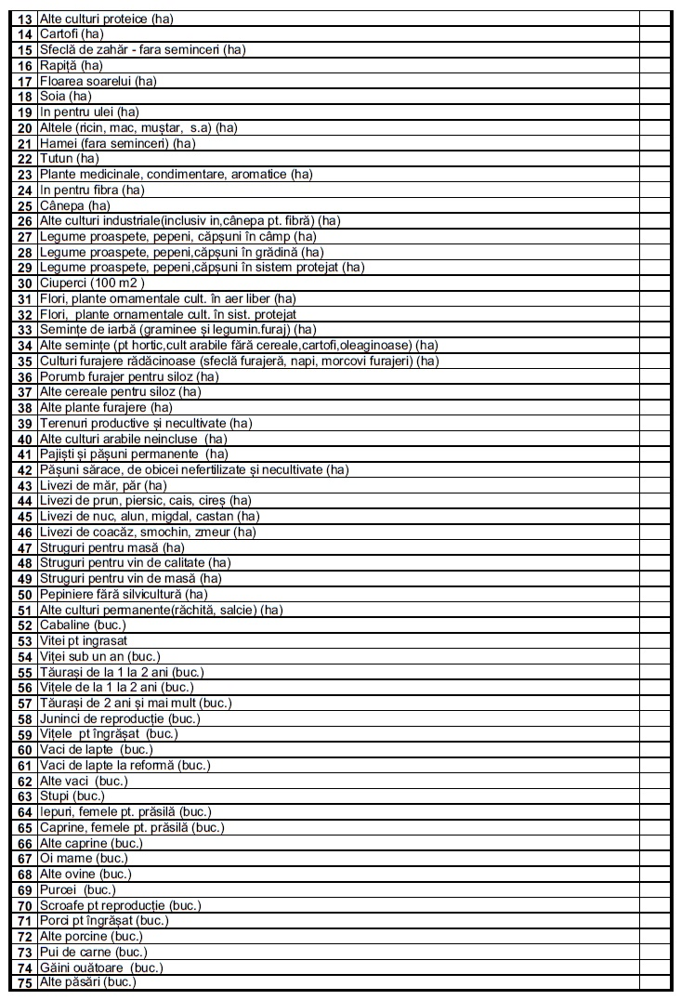 13 Alte culturi proteice (ha)
14 Cartofi (ha)
15 Sfeclă de zahăr - fara seminceri (ha)
16 Rapiță (ha)
17 Floarea soarelui (ha)
18 Soia (ha)
19 In pentru ulei (ha)
20 Altele (ricin, mac, muștar, s.a) (ha)
21 Hamei (fara seminceri) (ha)
22 Tutun (ha)
23 Plante medicinale, condimentare, aromatice (ha)
24 In pentru fibra (ha)
25 Cânepa (ha)
26 Alte culturi industriale(inclusiv in,cânepa pt. fibră) (ha)
27 Legume proaspete, pepeni, căpșuni în câmp (ha)
28 Legume proaspete, pepeni,căpșuni în grădină (ha)
29 Legume proaspete, pepeni,căpșuni în sistem protejat (ha)
30 Ciuperci (100 m2 )
31 Flori, plante ornamentale cult. în aer liber (ha)
32 Flori, plante ornamentale cult. în sist. protejat
33 Semințe de iarbă (graminee și legumin.furaj) (ha)
34 Alte semințe (pt hortic,cult arabile fără cereale,cartofi,oleaginoase) (ha)
35 Culturi furajere rădăcinoase (sfeclă furajeră, napi, morcovi furajeri) (ha)
36 Porumb furajer pentru siloz (ha)
37 Alte cereale pentru siloz (ha)
38 Alte plante furajere (ha)
39 Terenuri productive și necultivate (ha)
40 Alte culturi arabile neincluse (ha)
41 Pajiști și pășuni permanente (ha)
42 Pășuni sărace, de obicei nefertilizate și necultivate (ha)
43 Livezi de măr, păr (ha)
44 Livezi de prun, piersic, cais, cireș (ha)
45 Livezi de nuc, alun, migdal, castan (ha)
46 Livezi de coacăz, smochin, zmeur (ha)
47 Struguri pentru masă (ha)
48 Struguri pentru vin de calitate (ha)
49 Struguri pentru vin de masă (ha)
50 Pepiniere fără silvicultură (ha)
51 Alte culturi permanente(răchită, salcie) (ha)
52 Cabaline (buc.)
53 Vitei pt ingrasat
54 Viței sub un an (buc.)
55 Tăurași de la 1 la 2 ani (buc.)
56 Vițele de la 1 la 2 ani (buc.)
57 Tăurași de 2 ani și mai mult (buc.)
58 Juninci de reproducție (buc.)
59 Vițele pt îngrășat (buc.)
60 Vaci de lapte (buc.)
61 Vaci de lapte la reformă (buc.)
62 Alte vaci (buc.)
63 Stupi (buc.)
64 Iepuri, femele pt. prăsilă (buc.)
65 Caprine, femele pt. prăsilă (buc.)
66 Alte caprine (buc.)
67 Oi mame (buc.)
68 Alte ovine (buc.)
69 Purcei (buc.)
70 Scroafe pt reproducție (buc.)
71 Porci pt îngrășat (buc.)
72 Alte porcine (buc.)
73 Pui de carne (buc.)
74 Găini ouătoare (buc.)
75 Alte păsări (buc.)